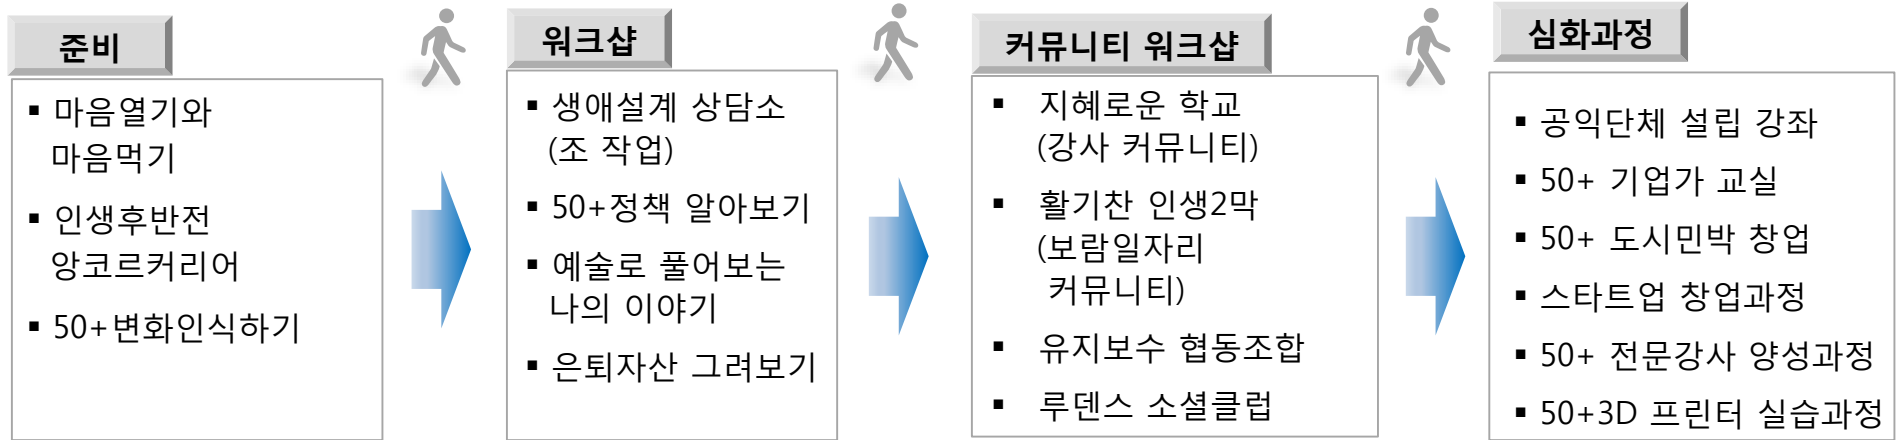 준비
▪ 마음열기와
마음먹기
▪ 인생후반전
앙코르커리어
▪ 50+변화인식하기
워크샵
▪ 생애설계 상담소
(조 작업)
▪ 50+정책 알아보기
▪ 예술로 풀어보는
나의 이야기
▪ 은퇴자산 그려보기
커뮤니티 워크샵
▪ 지혜로운 학교
(강사 커뮤니티)
▪ 활기찬 인생2막
(보람일자리
커뮤니티)
▪ 유지보수 협동조합
▪ 루덴스 소셜클럽
심화과정
▪ 공익단체 설립 강좌
▪ 50+ 기업가 교실
▪ 50+ 도시민박 창업
▪ 스타트업 창업과정
▪ 50+ 전문강사 양성과정
▪ 50+3D 프린터 실습과정